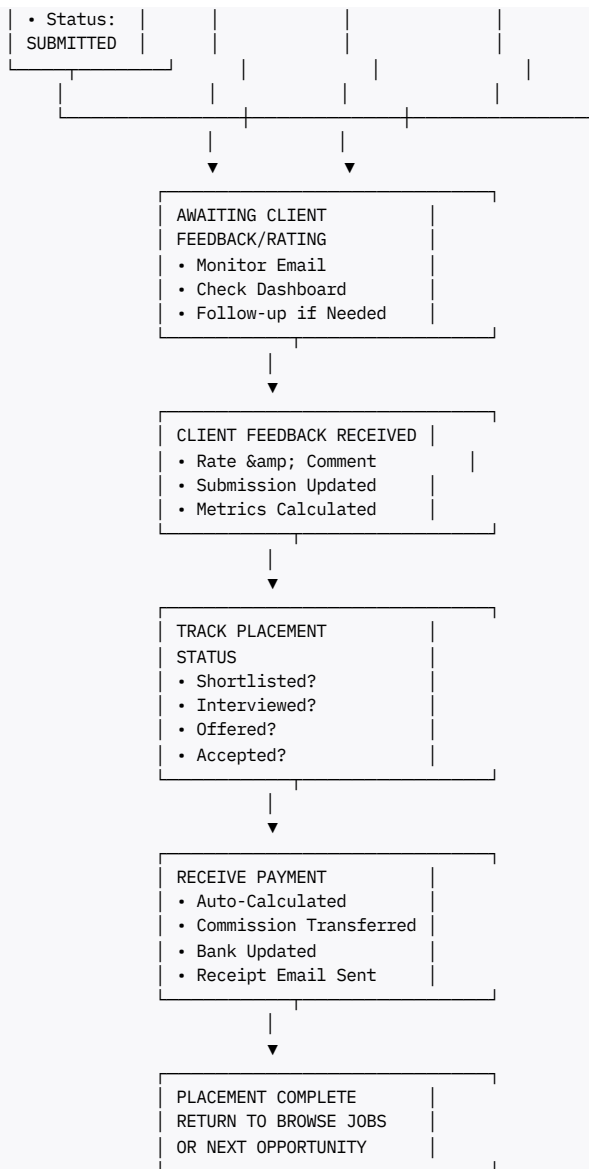 • Status:
SUBMITTED
AWAITING CLIENT
FEEDBACK/RATING
• Monitor Email
• Check Dashboard
• Follow-up if Needed
CLIENT FEEDBACK RECEIVED
• Rate &amp; Comment
• Submission Updated
• Metrics Calculated
TRACK PLACEMENT
STATUS
• Shortlisted?
• Interviewed?
• Offered?
• Accepted?
RECEIVE PAYMENT
• Auto-Calculated
• Commission Transferred
• Bank Updated
• Receipt Email Sent
PLACEMENT COMPLETE
RETURN TO BROWSE JOBS
OR NEXT OPPORTUNITY